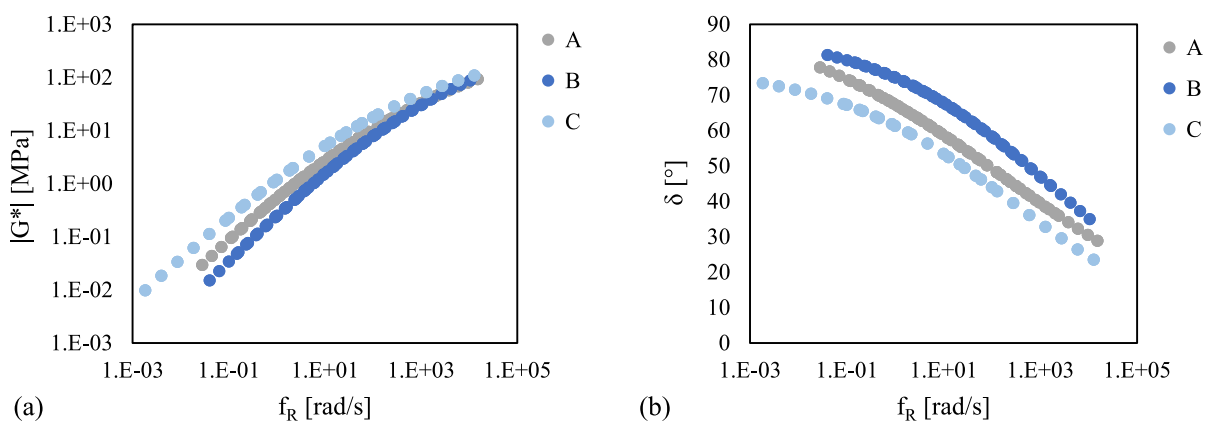 1.E+03
1.E+02
1.E+01
1.E+00
1.E-01
1.E-02
1.E-03
|G*| [MPa]
1.E-03 1.E-01 1.E+01 1.E+03 1.E+05
f_R [rad/s]
A
B
C
(a)
90
80
70
60
50
40
30
20
10
0
δ [°]
1.E-03 1.E-01 1.E+01 1.E+03 1.E+05
f_R [rad/s]
A
B
C
(b)